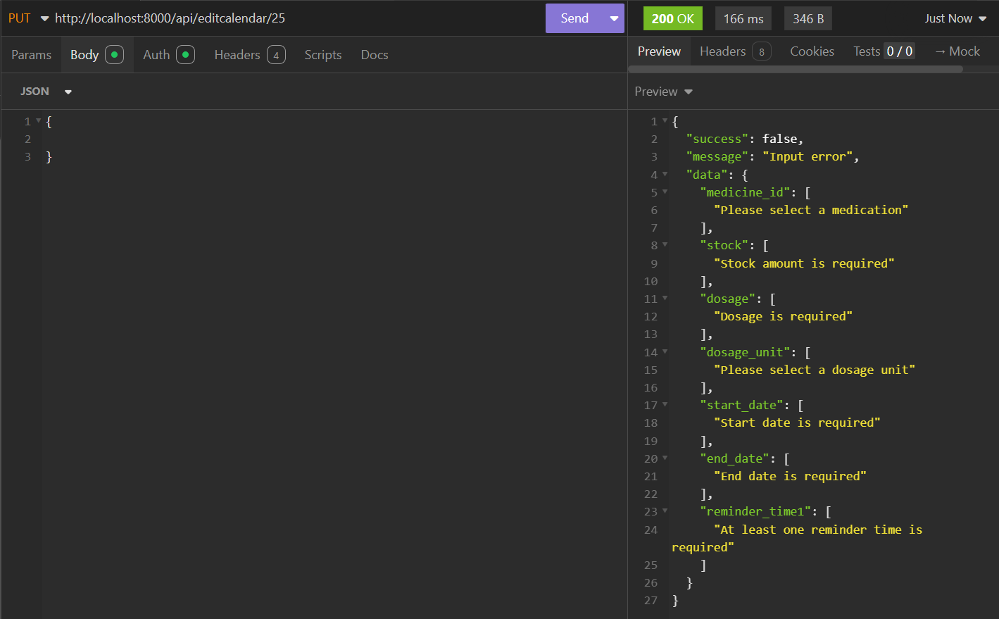 PUT http://localhost:8000/api/editcalendar/25 Send
Params Body Auth Headers 4 Scripts Docs
JSON
1 {
2
3 }
200 OK 166 ms 346 B Just Now
Preview Headers 8 Cookies Tests 0 / 0 → Mock
Preview
1 {
2 "success": false,
3 "message": "Input error",
4 "data": {
5 "medicine_id": [
6 "Please select a medication"
7 ],
8 "stock": [
9 "Stock amount is required"
10 ],
11 "dosage": [
12 "Dosage is required"
13 ],
14 "dosage_unit": [
15 "Please select a dosage unit"
16 ],
17 "start_date": [
18 "Start date is required"
19 ],
20 "end_date": [
21 "End date is required"
22 ],
23 "reminder_time1": [
24 "At least one reminder time is
required"
25 ]
26 }
27 }